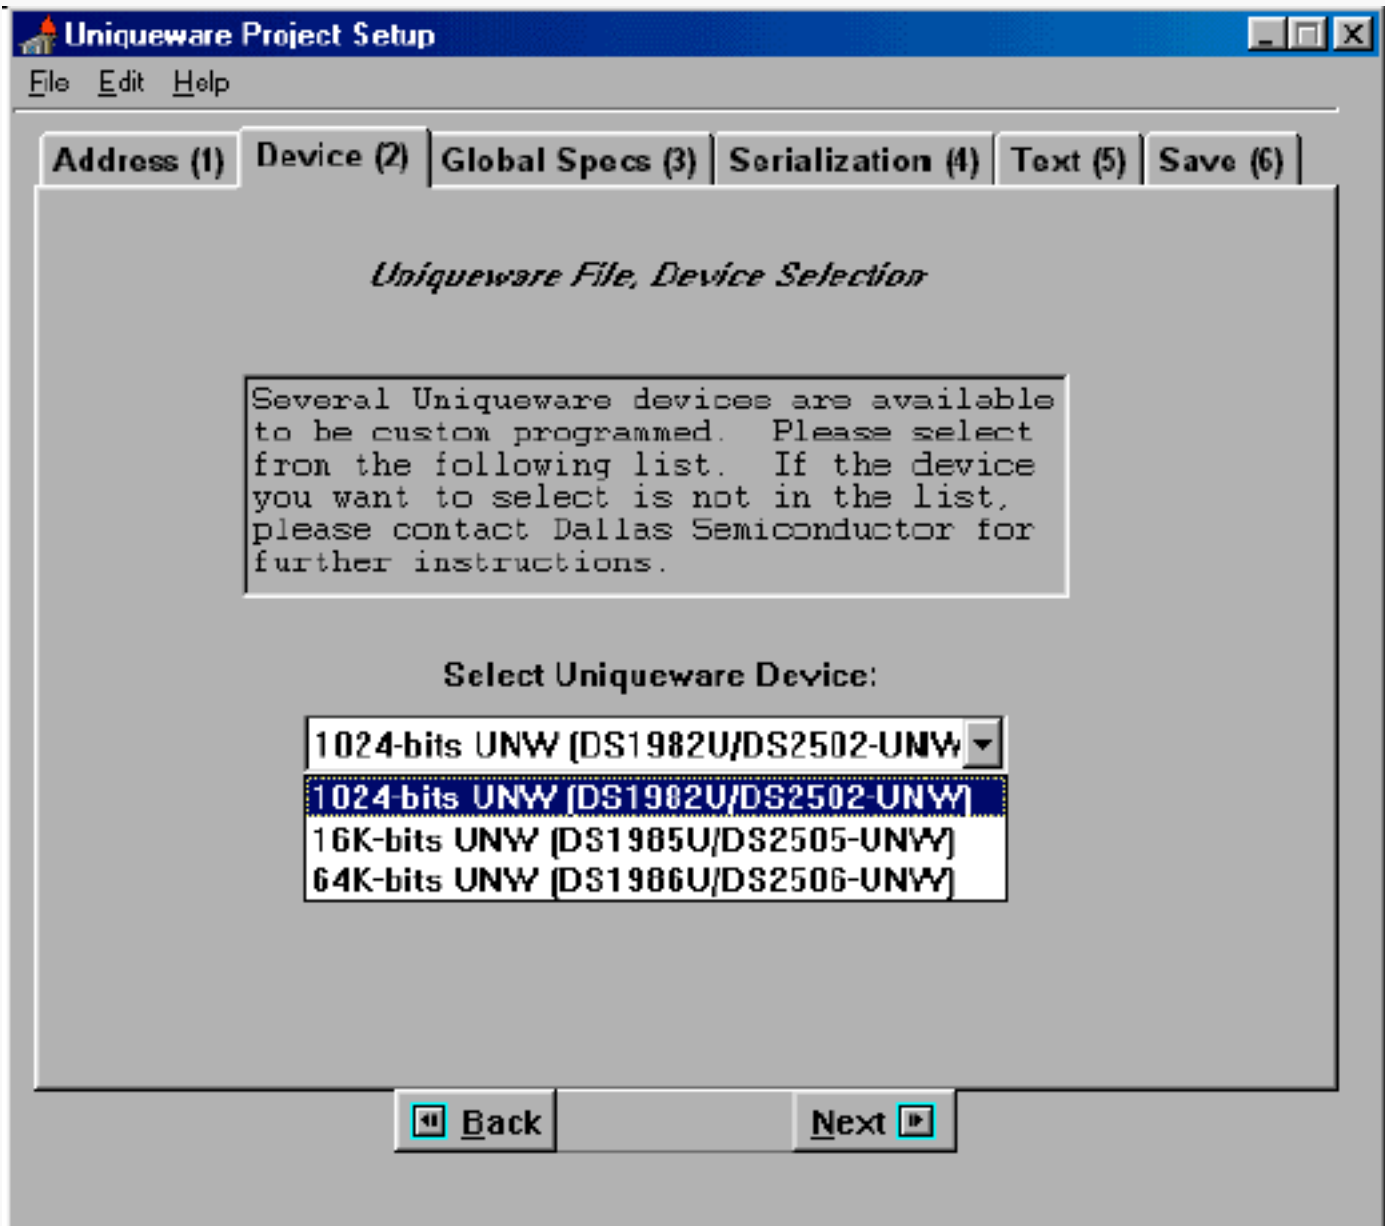 Uniqueware Project Setup
File Edit Help
Address (1) Device (2) Global Specs (3) Serialization (4) Text (5) Save (6)
Uniqueware File, Device Selection
Several Uniqueware devices are available
to be custom programmed. Please select
from the following list. If the device
you want to select is not in the list,
please contact Dallas Semiconductor for
further instructions.
Select Uniqueware Device:
1024-bits UNW (DS1982U/DS2502-UNW
1024-bits UNW (DS1982U/DS2502-UNW)
16K-bits UNW (DS1985U/DS2505-UNW)
64K-bits UNW (DS1986U/DS2506-UNW)
Back Next